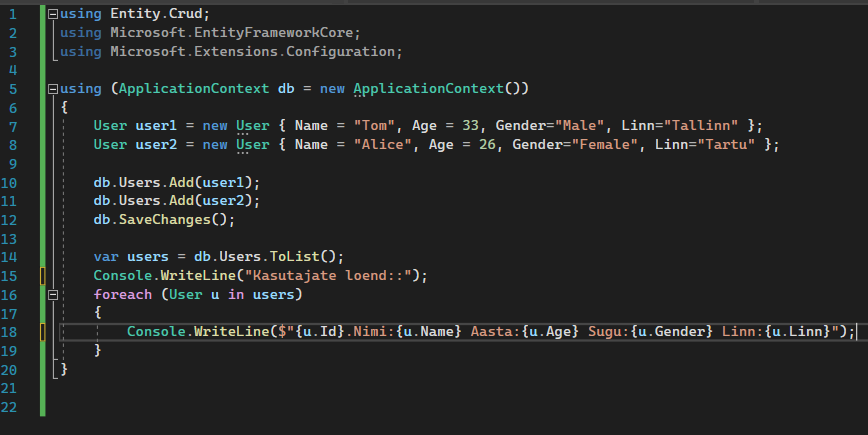 1 using Entity.Crud;
2 using Microsoft.EntityFrameworkCore;
3 using Microsoft.Extensions.Configuration;
4
5 using (ApplicationContext db = new ApplicationContext())
6 {
7 User user1 = new User { Name = "Tom", Age = 33, Gender="Male", Linn="Tallinn" };
8 User user2 = new User { Name = "Alice", Age = 26, Gender="Female", Linn="Tartu" };
9
10 db.Users.Add(user1);
11 db.Users.Add(user2);
12 db.SaveChanges();
13
14 var users = db.Users.ToList();
15 Console.WriteLine("Kasutajate loend::");
16 foreach (User u in users)
17 {
18 Console.WriteLine($"{u.Id}.Nimi:{u.Name} Aasta:{u.Age} Sugu:{u.Gender} Linn:{u.Linn}");
19 }
20 }
21
22